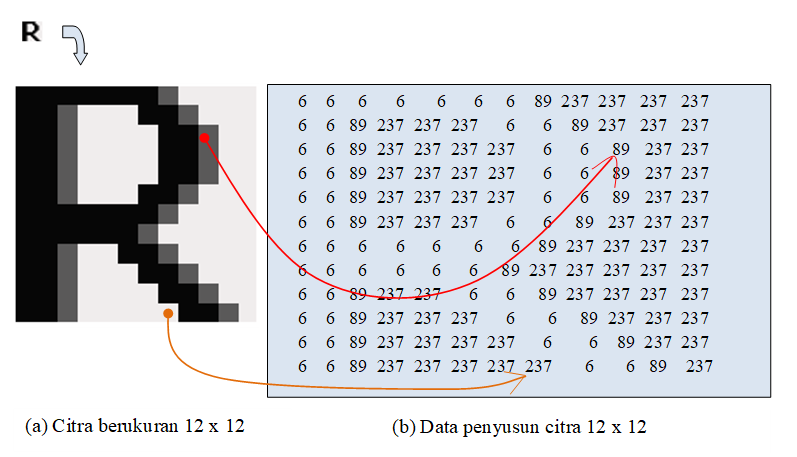 R
6 6 6 6 6 6 6 89 237 237 237 237
6 6 89 237 237 237 6 6 89 237 237 237
6 6 89 237 237 237 237 6 6 89 237 237
6 6 89 237 237 237 237 6 6 89 237 237
6 6 89 237 237 237 237 6 6 89 237 237
6 6 89 237 237 237 6 6 89 237 237 237
6 6 6 6 6 6 6 89 237 237 237 237
6 6 6 6 6 6 89 237 237 237 237 237
6 6 89 237 237 6 6 89 237 237 237 237
6 6 89 237 237 237 6 6 89 237 237 237
6 6 89 237 237 237 237 6 6 89 237 237
6 6 89 237 237 237 237 237 6 6 89 237
(a) Citra berukuran 12 x 12
(b) Data penyusun citra 12 x 12